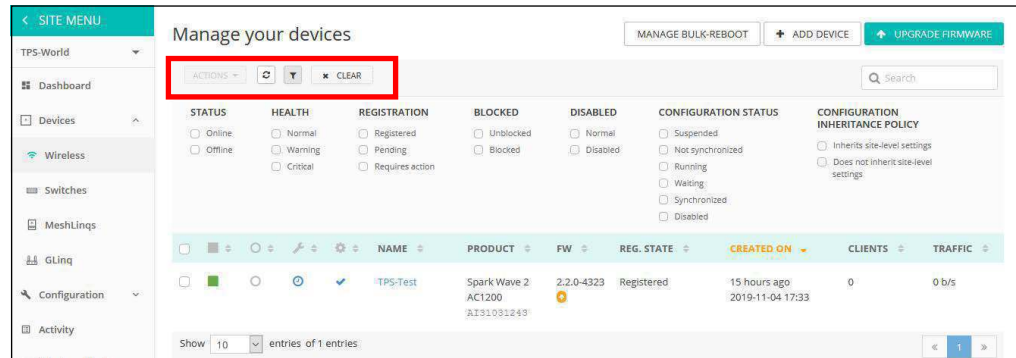 < SITE MENU
TPS-World
Dashboard
Devices
Wireless
Switches
MeshLinqs
GLinq
Configuration
Activity
Manage your devices
MANAGE BULK-REBOOT
+ ADD DEVICE
UPGRADE FIRMWARE
ACTIONS
× CLEAR
Search
STATUS
Online
Offline
HEALTH
Normal
Warning
Critical
REGISTRATION
Registered
Pending
Requires action
BLOCKED
Unblocked
Blocked
DISABLED
Normal
Disabled
CONFIGURATION STATUS
Suspended
Not synchronized
Running
Waiting
Synchronized
Disabled
CONFIGURATION
INHERITANCE POLICY
Inherits site-level settings
Does not inherit site-level
settings
NAME PRODUCT FW REG. STATE CREATED ON CLIENTS TRAFFIC
TPS-Test Spark Wave 2 2.2.0-4323 Registered 15 hours ago 0 0 b/s
AC1200 2019-11-04 17:33
AI31031243
Show 10 entries of 1 entries
« 1 »